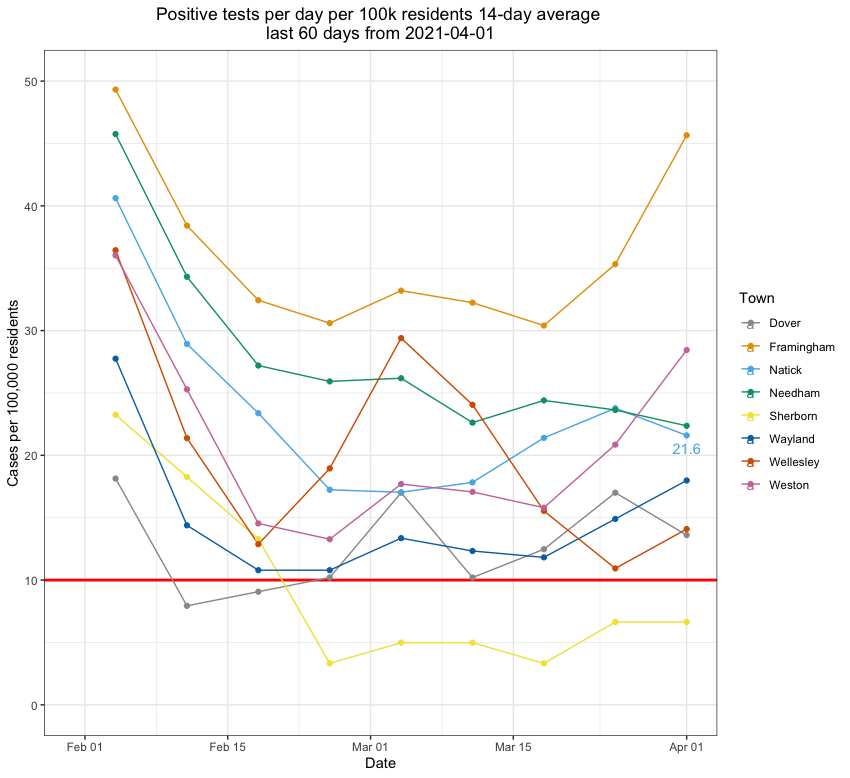 Positive tests per day per 100k residents 14-day average
last 60 days from 2021-04-01
Cases per 100,000 residents
50
40
30
20
10
0
21.6
Feb 01
Feb 15
Mar 01
Mar 15
Apr 01
Date
Town
a Dover
a Framingham
a Natick
a Needham
a Sherborn
a Wayland
a Wellesley
a Weston